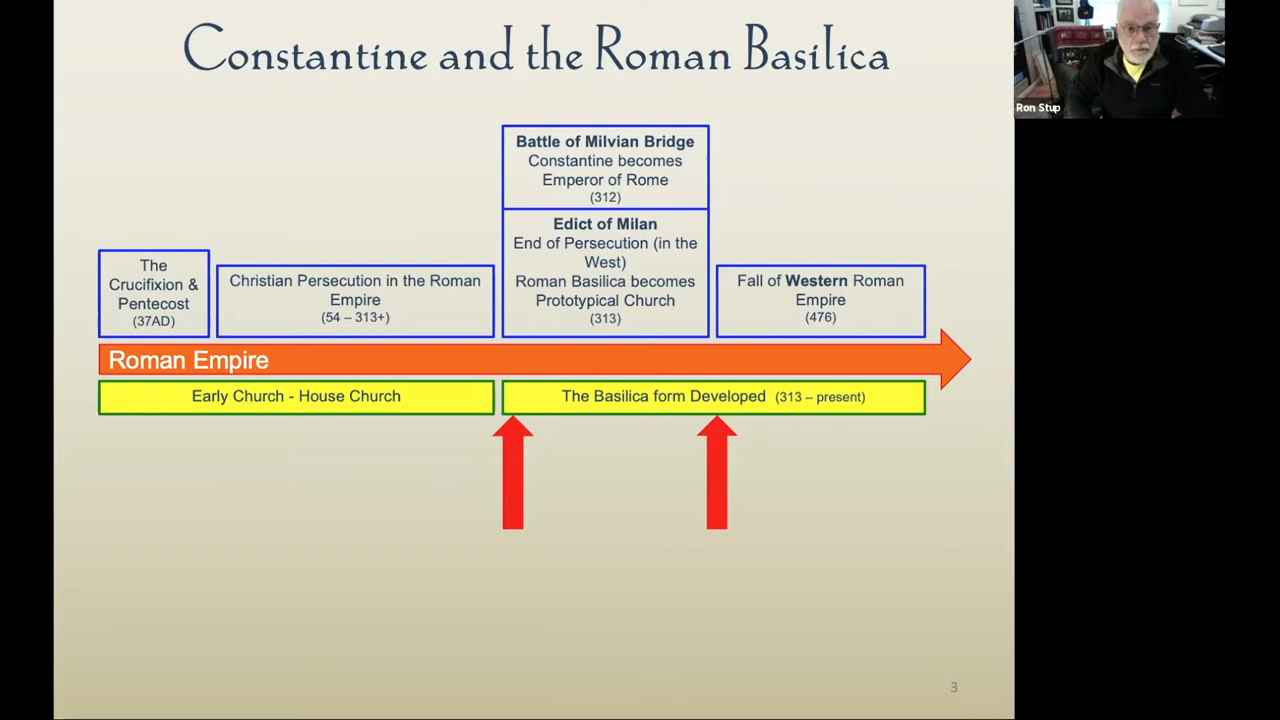 Constantine and the Roman Basilica
Ron Stup
Battle of Milvian Bridge
Constantine becomes
Emperor of Rome
(312)
Edict of Milan
End of Persecution (in the
West)
Roman Basilica becomes
Prototypical Church
(313)
The
Crucifixion &
Pentecost
(37AD)
Christian Persecution in the Roman
Empire
(54 – 313+)
Fall of Western Roman
Empire
(476)
Roman Empire
Early Church - House Church
The Basilica form Developed (313 – present)
3